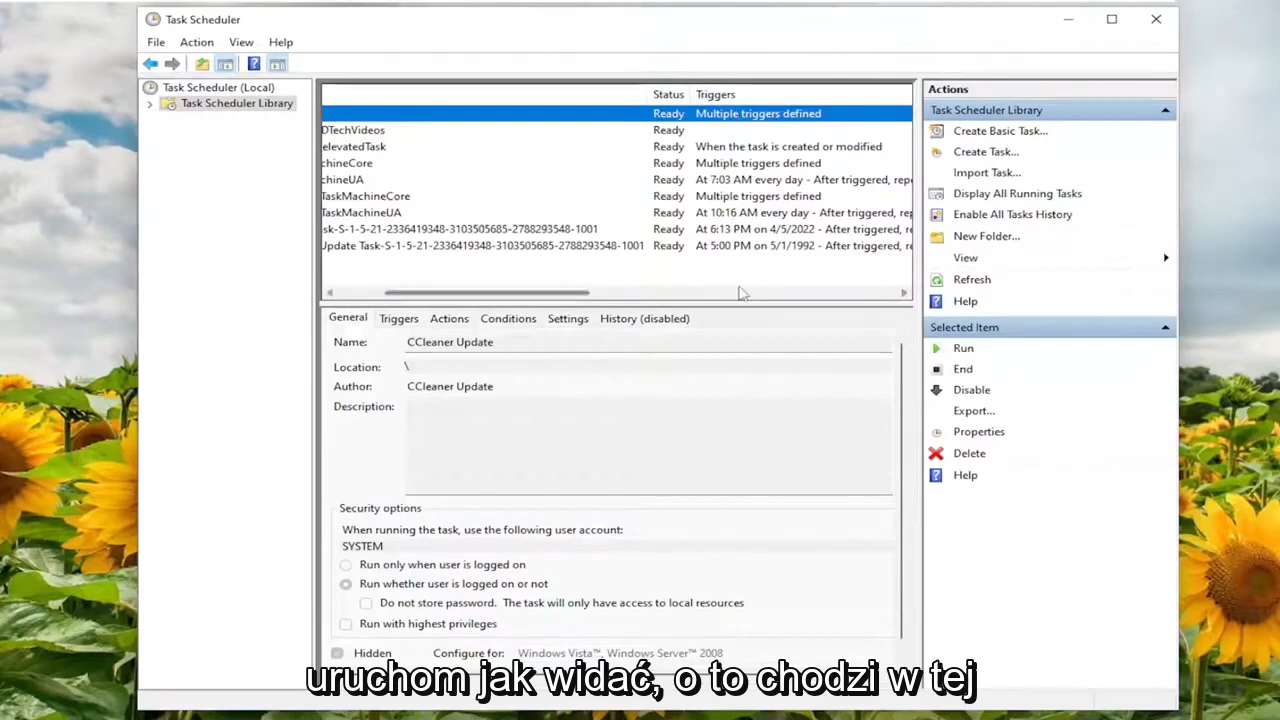 Task Scheduler
File Action View Help
Task Scheduler (Local)
Task Scheduler Library
Status Triggers
Ready Multiple triggers defined
DTechVideos Ready
elevatedTask Ready When the task is created or modified
chineCore Ready Multiple triggers defined
chineUA Ready At 7:03 AM every day - After triggered, rep
TaskMachineCore Ready Multiple triggers defined
TaskMachineUA Ready At 10:16 AM every day - After triggered, re
sk-S-1-5-21-2336419348-3103505685-2788293548-1001 Ready At 6:13 PM on 4/5/2022 - After triggered, re
Update Task-S-1-5-21-2336419348-3103505685-2788293548-1001 Ready At 5:00 PM on 5/1/1992 - After triggered, re
General Triggers Actions Conditions Settings History (disabled)
Name: CCleaner Update
Location: \
Author: CCleaner Update
Description:
Security options
When running the task, use the following user account:
SYSTEM
Run only when user is logged on
Run whether user is logged on or not
Do not store password. The task will only have access to local resources
Run with highest privileges
Hidden Configure for: Windows Vista™, Windows Server™ 2008
Actions
Task Scheduler Library
Create Basic Task...
Create Task...
Import Task...
Display All Running Tasks
Enable All Tasks History
New Folder...
View
Refresh
Help
Selected Item
Run
End
Disable
Export...
Properties
Delete
Help
uruchom jak widać, o to chodzi w tej